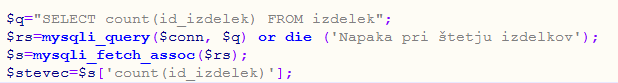 $q="SELECT count(id_izdelek) FROM izdelek";
$rs=mysqli_query($conn, $q) or die ('Napaka pri štetju izdelkov');
$s=mysqli_fetch_assoc($rs);
$stevec=$s['count(id_izdelek)'];